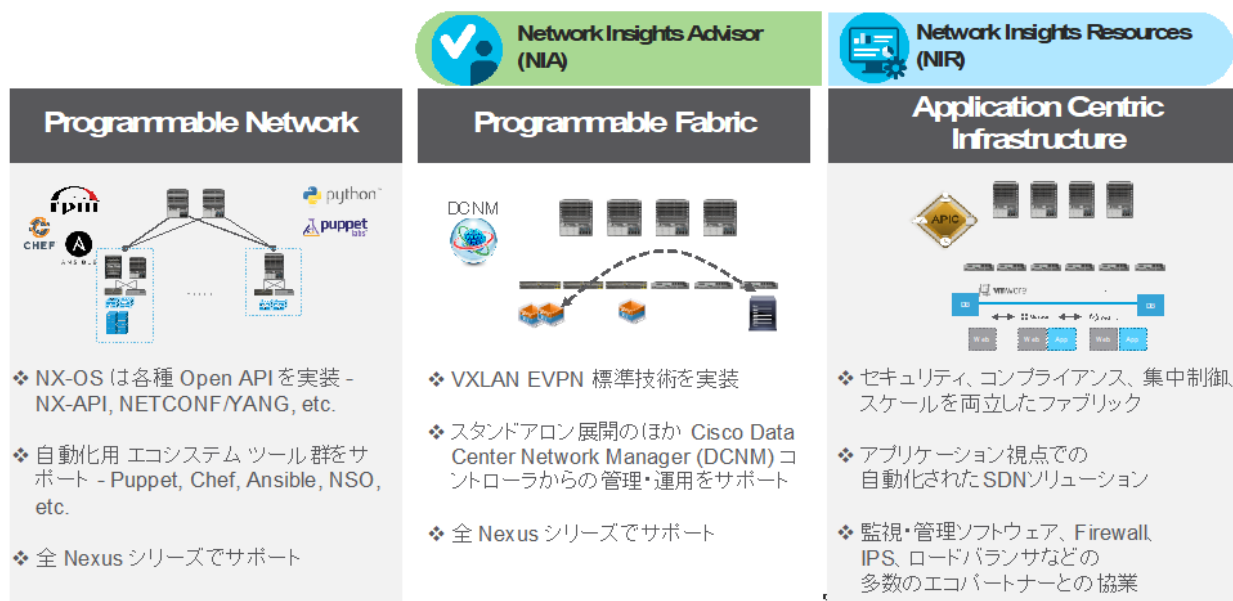 Network Insights Advisor
(NIA)
Network Insights Resources
(NIR)
Programmable Network
Programmable Fabric
Application Centric
Infrastructure
rpm
python
CHEF
ANSIBLE
puppet
labs
❖ NX-OS は各種 Open API を実装 -
NX-API, NETCONF/YANG, etc.
❖ 自動化用 エコシステム ツール 群をサ
ポート - Puppet, Chef, Ansible, NSO,
etc.
❖ 全 Nexus シリーズでサポート
DCNM
❖ VXLAN EVPN 標準技術を実装
❖ スタンドアロン 展開のほか Cisco Data
Center Network Manager (DCNM) コ
ントローラからの管理・運用をサポート
❖ 全 Nexus シリーズでサポート
APIC
vmware
DB
DB
Web
Web
App
Web
App
❖ セキュリティ、コンプライアンス、集中制御、
スケールを両立したファブリック
❖ アプリケーション視点での
自動化されたSDNソリューション
❖ 監視・管理ソフトウェア、Firewall,
IPS、ロードバランサなどの
多数のエコパートナーとの 協業